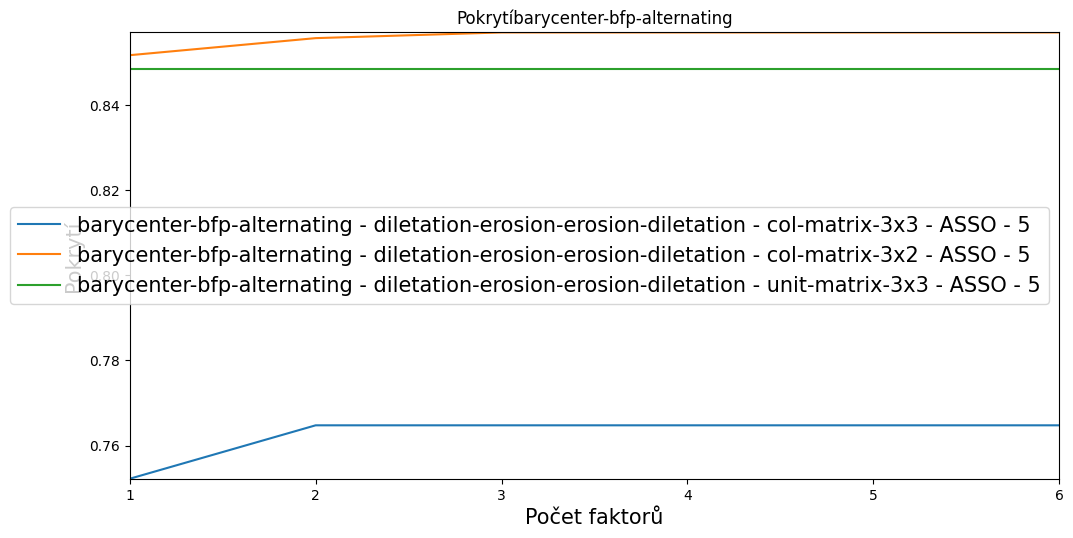 Pokrytíbarycenter-bfp-alternating
0.84
0.82
0.80
0.78
0.76
Pokrytí
barycenter-bfp-alternating - diletation-erosion-erosion-diletation - col-matrix-3x3 - ASSO - 5
barycenter-bfp-alternating - diletation-erosion-erosion-diletation - col-matrix-3x2 - ASSO - 5
barycenter-bfp-alternating - diletation-erosion-erosion-diletation - unit-matrix-3x3 - ASSO - 5
1 2 3 4 5 6
Počet faktorů